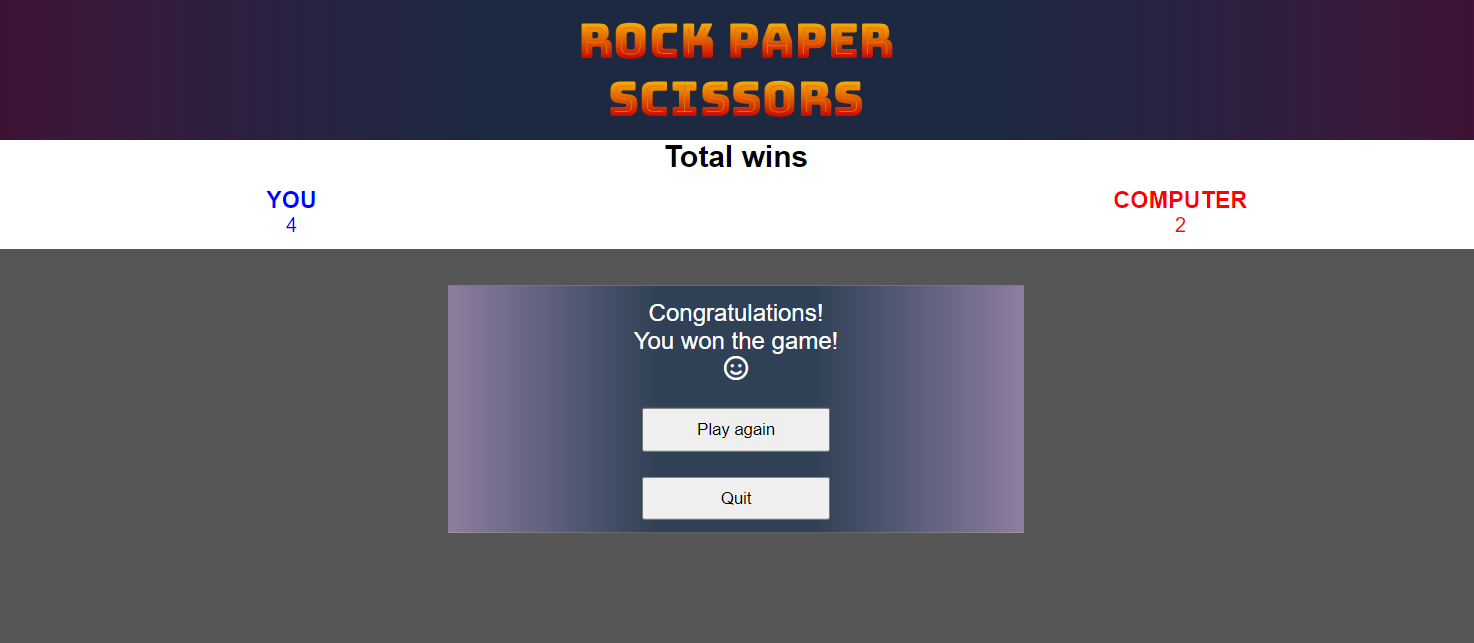 ROCK PAPER
SCISSORS
Total wins
YOU
4
COMPUTER
2
Congratulations!
You won the game!
Play again
Quit